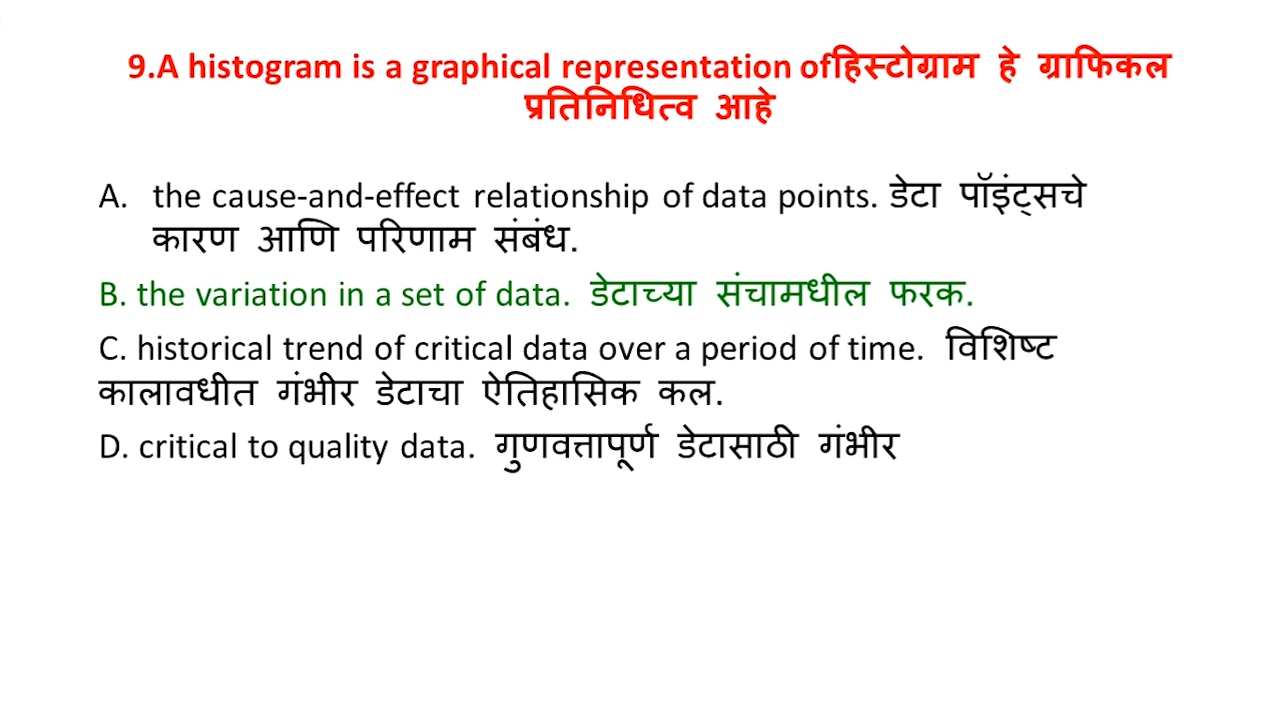 9.A histogram is a graphical representation ofहिस्टोग्राम हे ग्राफिकल
प्रतिनिधित्व आहे
A. the cause-and-effect relationship of data points. डेटा पॉइंट्सचे
कारण आणि परिणाम संबंध.
B. the variation in a set of data. डेटाच्या संचामधील फरक.
C. historical trend of critical data over a period of time. विशिष्ट
कालावधीत गंभीर डेटाचा ऐतिहासिक कल.
D. critical to quality data. गुणवत्तापूर्ण डेटासाठी गंभीर